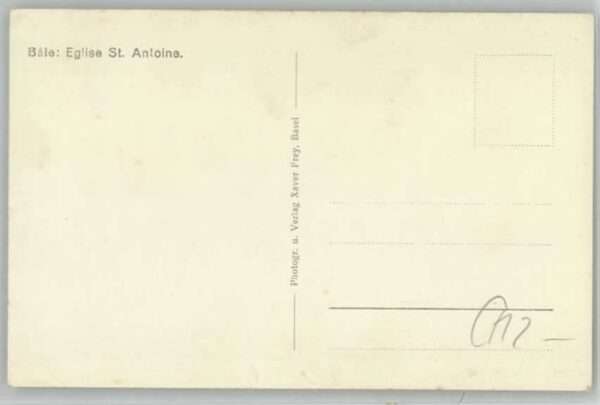 Bâle: Eglise St. Antoine.
Photogr. u. Verlag Xaver Frey, Basel